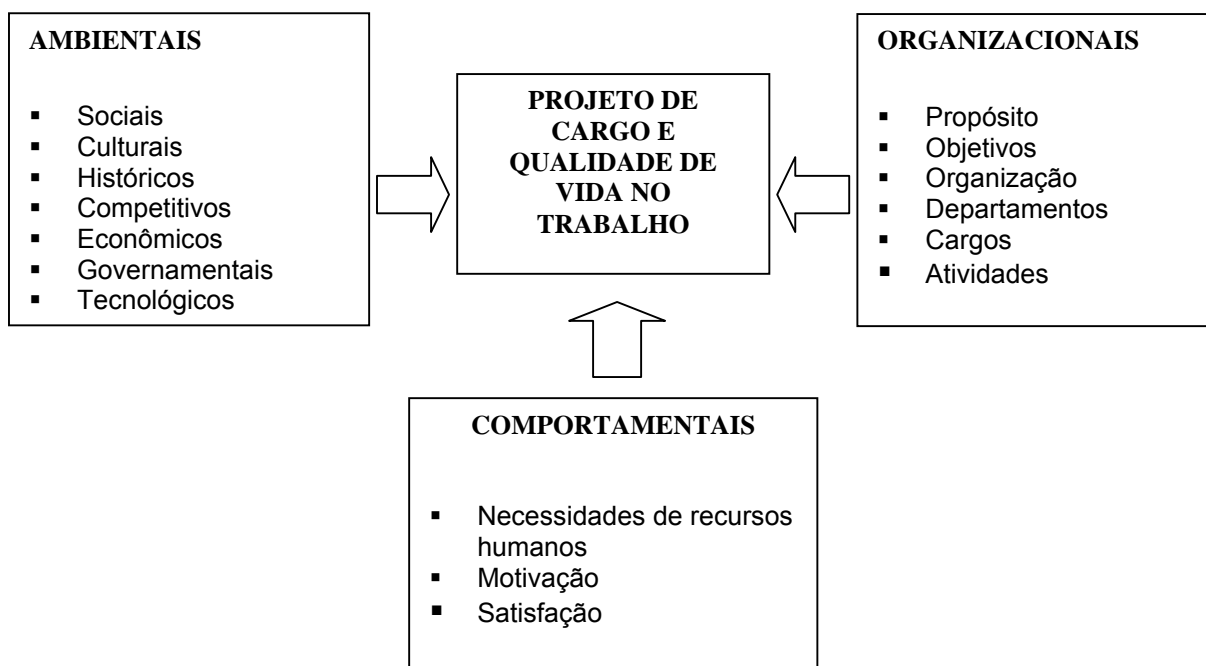 AMBIENTAIS
▪ Sociais
▪ Culturais
▪ Históricos
▪ Competitivos
▪ Econômicos
▪ Governamentais
▪ Tecnológicos
PROJETO DE
CARGO E
QUALIDADE DE
VIDA NO
TRABALHO
ORGANIZACIONAIS
▪ Propósito
▪ Objetivos
▪ Organização
▪ Departamentos
▪ Cargos
▪ Atividades
COMPORTAMENTAIS
▪ Necessidades de recursos
humanos
▪ Motivação
▪ Satisfação